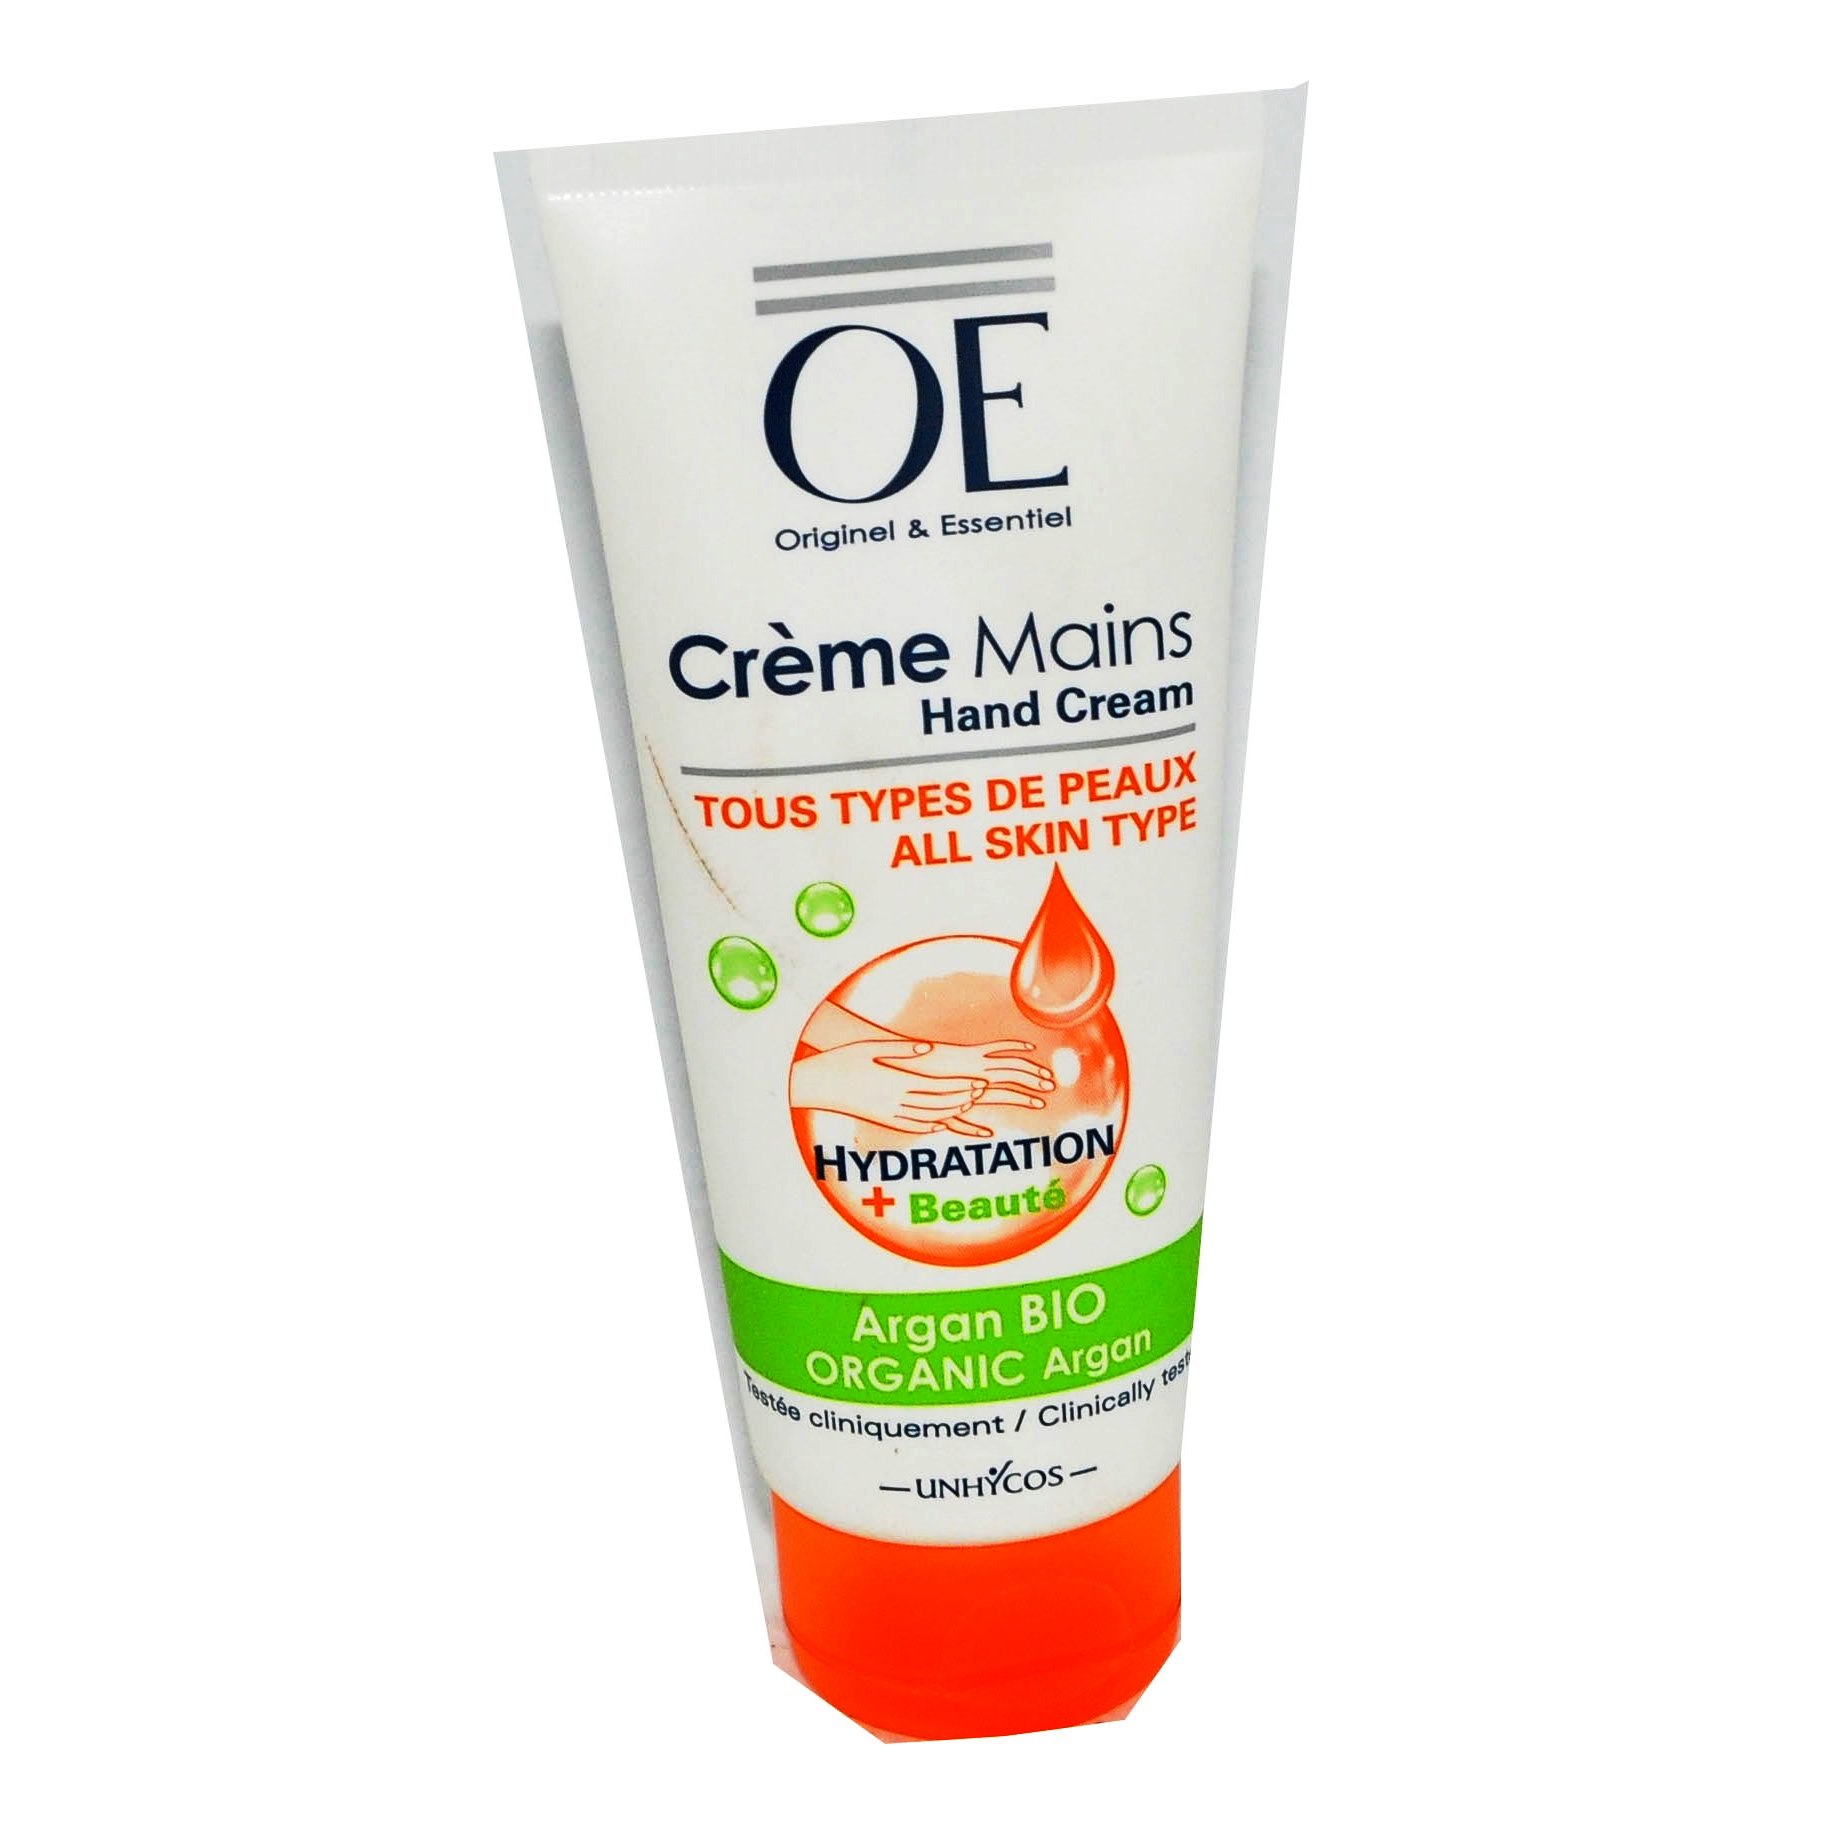 OE
Originel & Essentiel
Crème Mains
Hand Cream
TOUS TYPES DE PEAUX
ALL SKIN TYPE
HYDRATATION
+ Beauté
Argan BIO
ORGANIC Argan
Testée cliniquement / Clinically teste
UNHYCOS